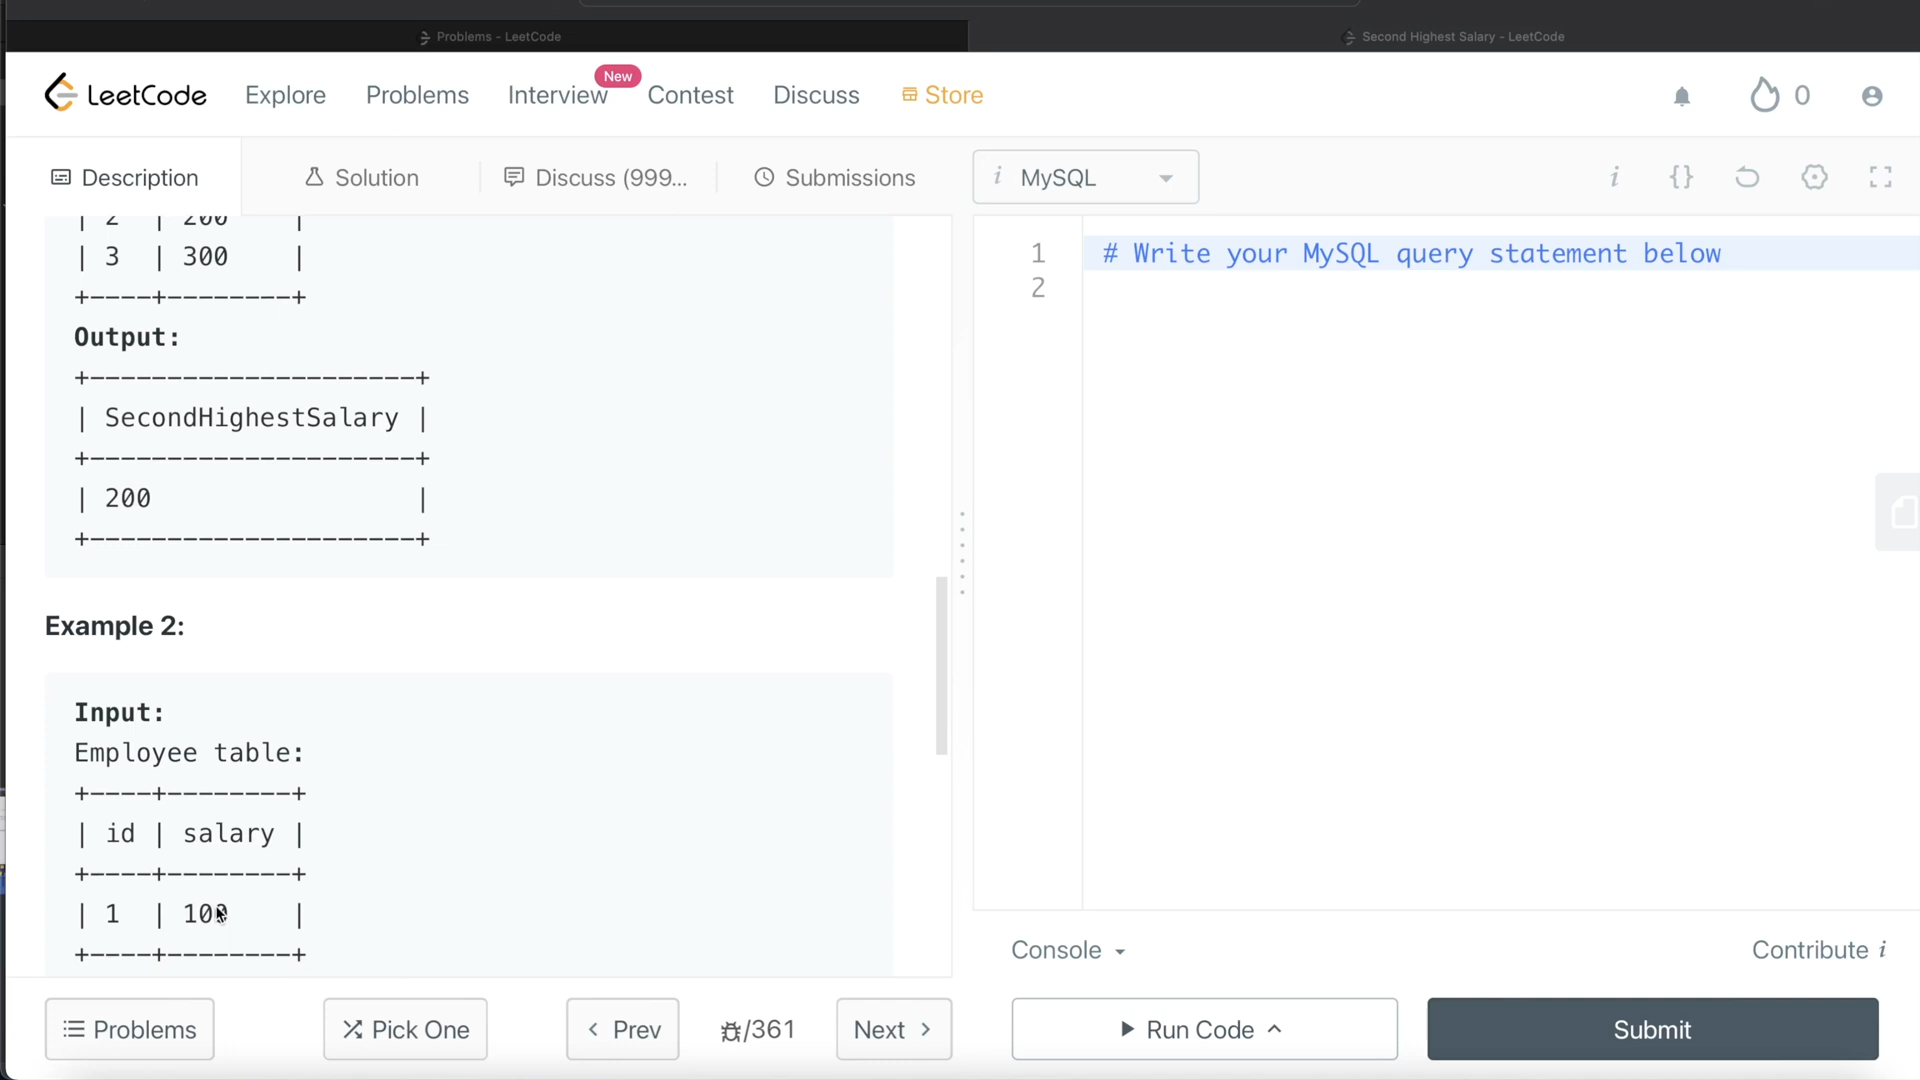 Problems - LeetCode
Second Highest Salary - LeetCode
LeetCode
Explore
Problems
Interview
New
Contest
Discuss
Store
0
Description
Solution
Discuss (999...
Submissions
i MySQL
i {}
| 2  | 200    |
| 3  | 300    |
+----+--------+
Output:
+---------------------+
| SecondHighestSalary |
+---------------------+
| 200                 |
+---------------------+
Example 2:
Input:
Employee table:
+----+--------+
| id | salary |
+----+--------+
| 1  | 100    |
+----+--------+
1 # Write your MySQL query statement below
2
Console
Contribute i
Problems
Pick One
Prev
/361
Next
Run Code
Submit